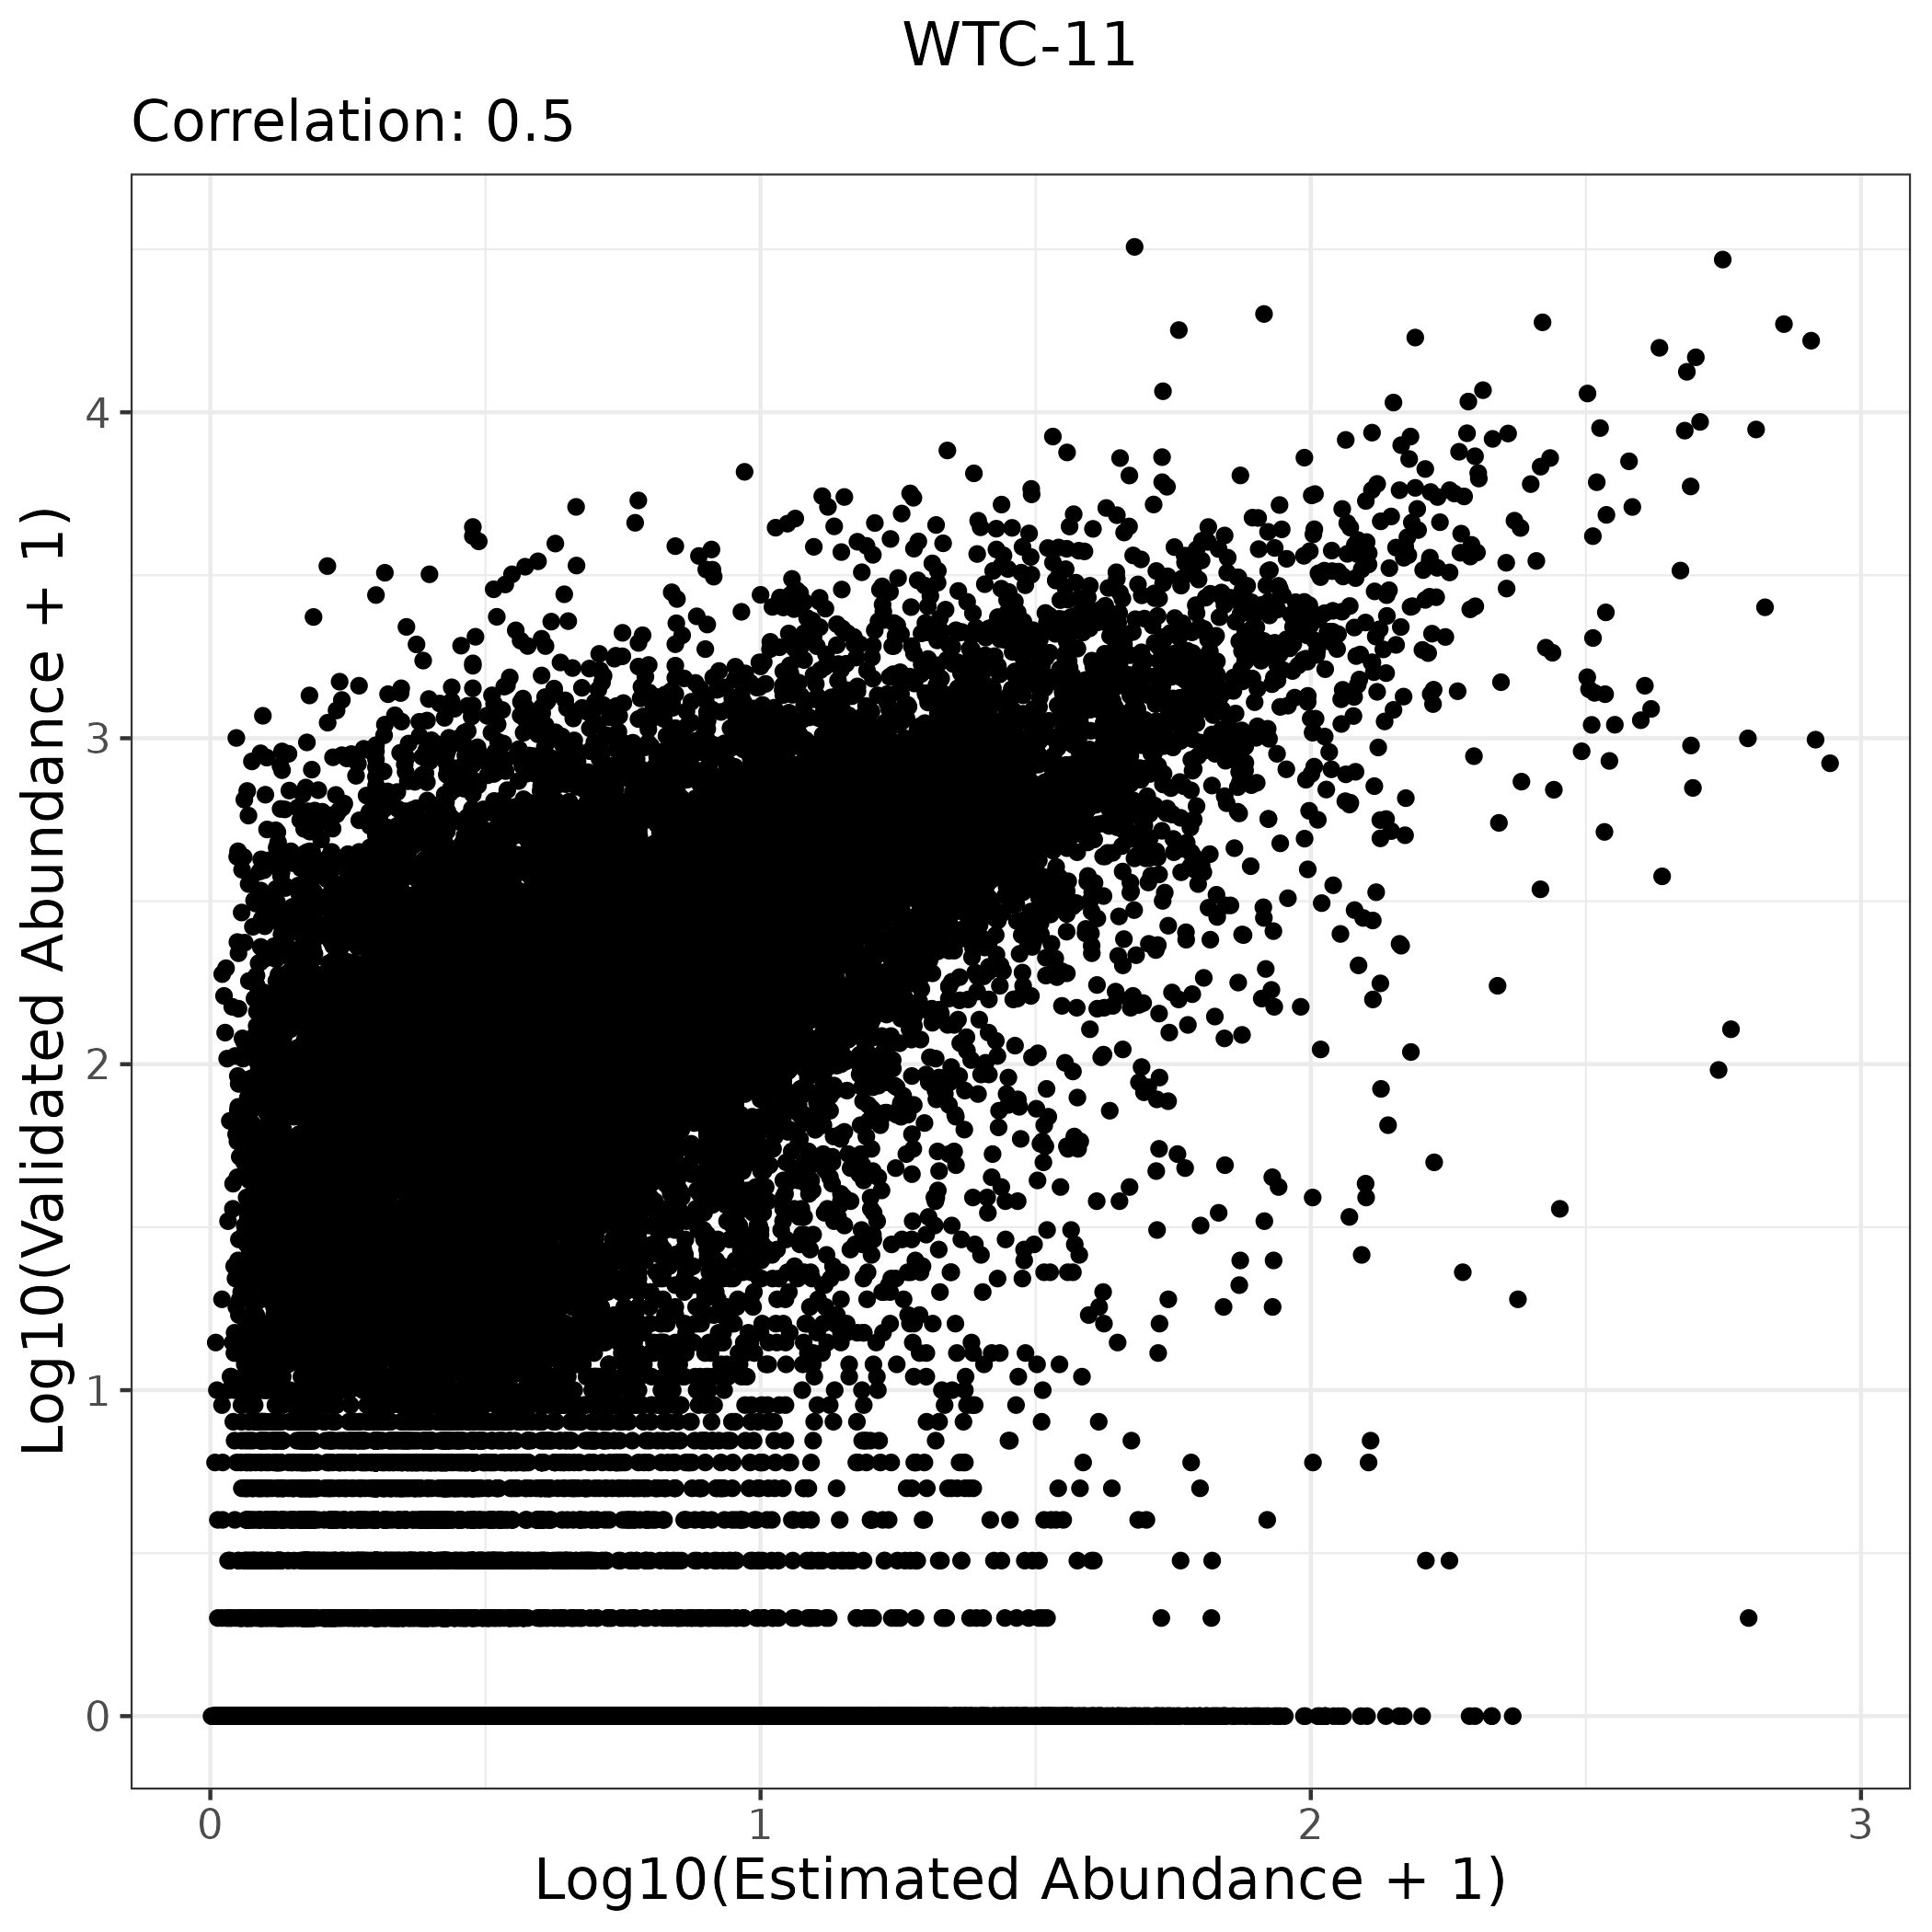 WTC-11
Correlation: 0.5
Log10(Validated Abundance + 1)
4
3
2
1
0
0 1 2 3
Log10(Estimated Abundance + 1)